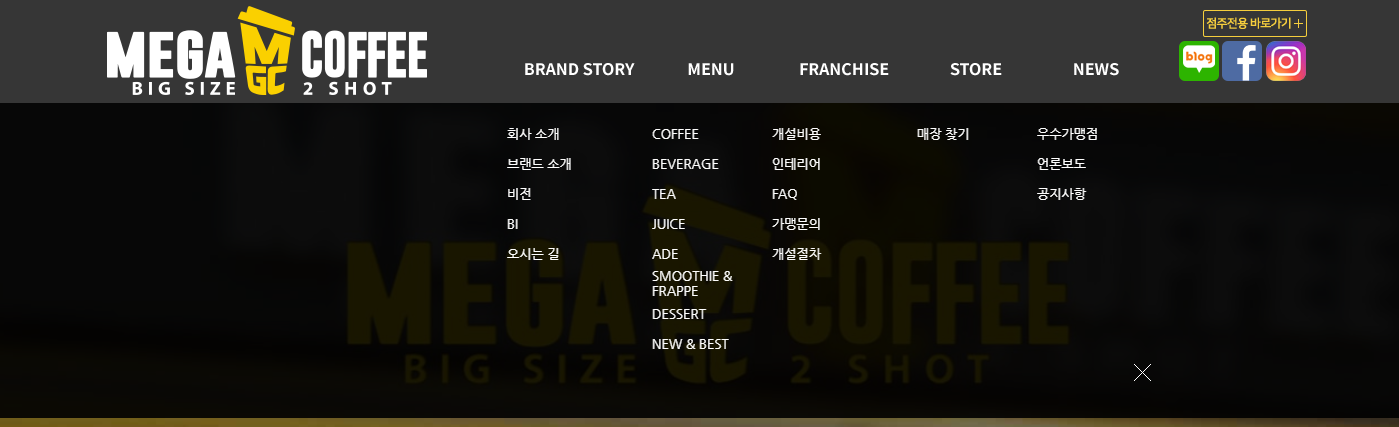 MEGA COFFEE
M
GC
BIG SIZE 2 SHOT
점주전용 바로가기 +
blog
BRAND STORY
MENU
FRANCHISE
STORE
NEWS
회사 소개
브랜드 소개
비전
BI
오시는 길
COFFEE
BEVERAGE
TEA
JUICE
ADE
SMOOTHIE &
FRAPPE
DESSERT
NEW & BEST
개설비용
인테리어
FAQ
가맹문의
개설절차
매장 찾기
우수가맹점
언론보도
공지사항
MEGA COFFEE
M
GC
BIG SIZE 2 SHOT